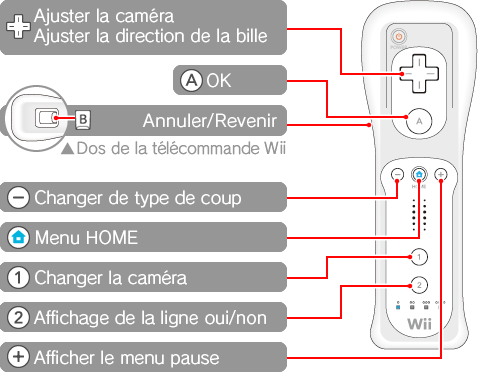 Ajuster la caméra
Ajuster la direction de la bille
A OK
B
Annuler/Revenir
▲Dos de la télécommande Wii
− Changer de type de coup
Menu HOME
1 Changer la caméra
2 Affichage de la ligne oui/non
+ Afficher le menu pause
POWER
A
− HOME +
1
2
Wii